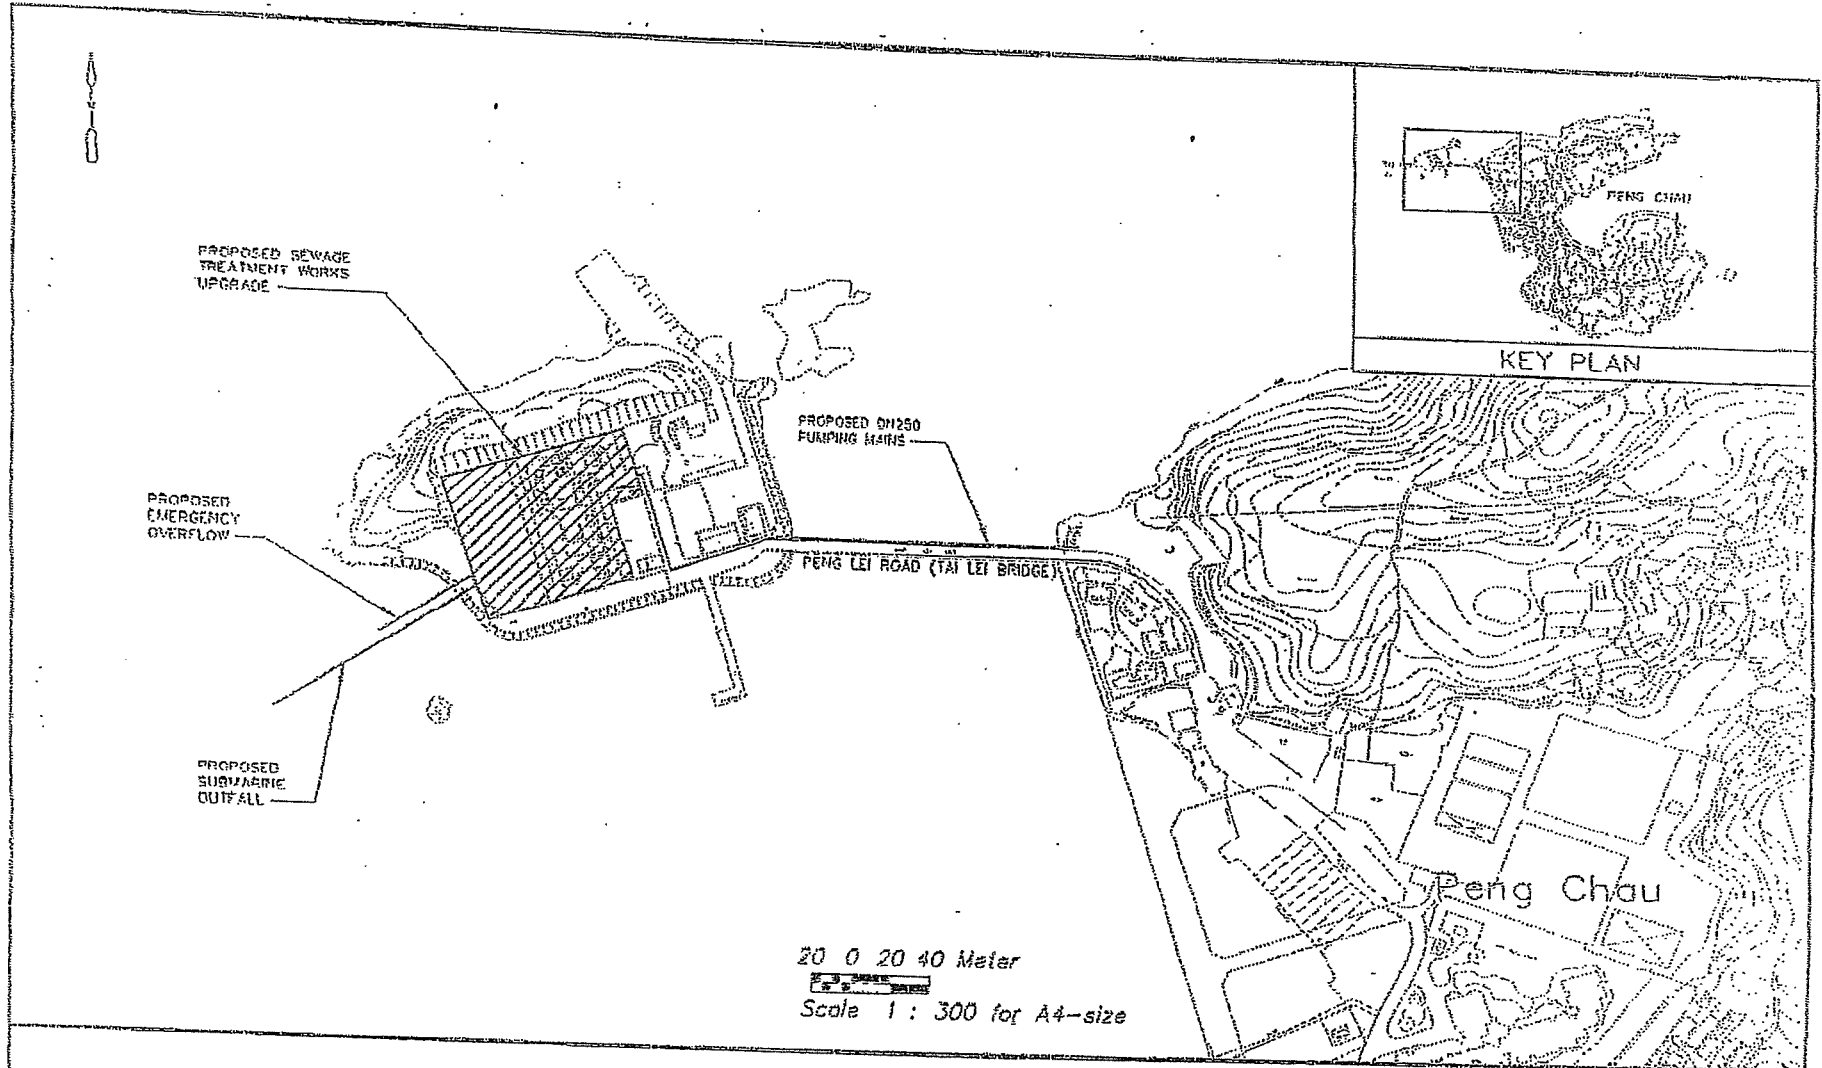 PROPOSED SEWAGE
TREATMENT WORKS
UPGRADE
PENG CHAU
KEY PLAN
PROPOSED DN250
PUMPING MAINS
PROPOSED
EMERGENCY
OVERFLOW
PENG LEI ROAD (TAI LEI BRIDGE)
PROPOSED
SUBMARINE
OUTFALL
Peng Chau
20 0 20 40 Meter
Scale 1 : 300 for A4-size